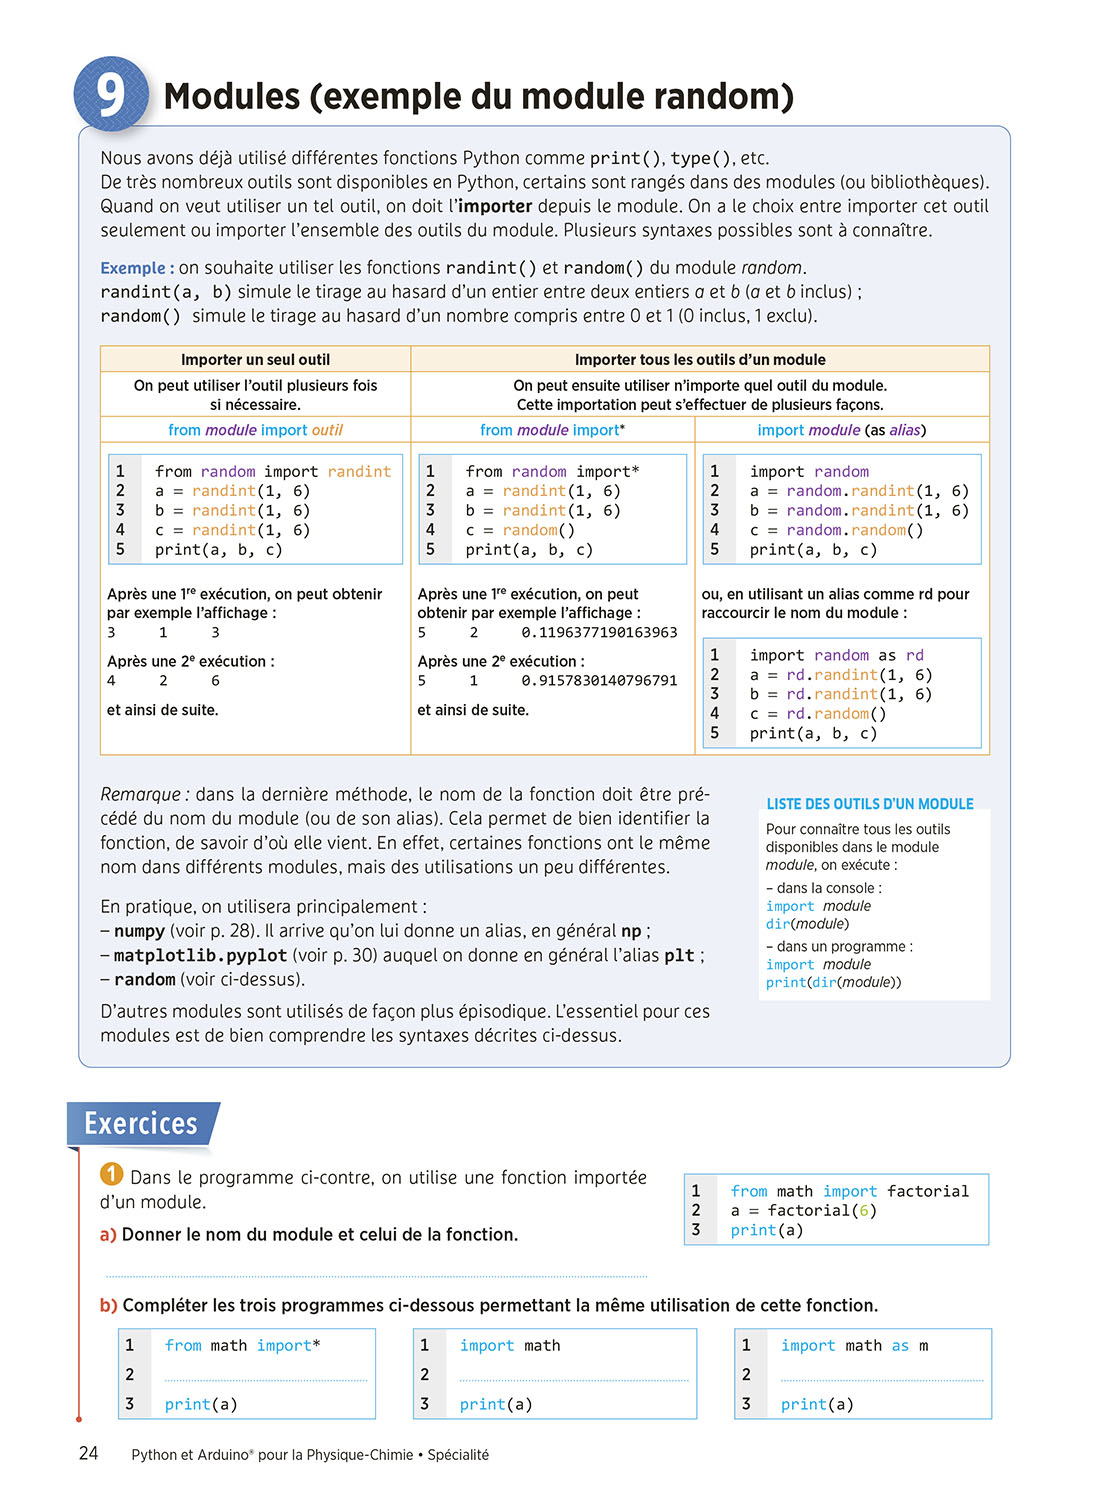 9
Modules (exemple du module random)
Nous avons déjà utilisé différentes fonctions Python comme print(), type(), etc.
De très nombreux outils sont disponibles en Python, certains sont rangés dans des modules (ou bibliothèques).
Quand on veut utiliser un tel outil, on doit l'importer depuis le module. On a le choix entre importer cet outil
seulement ou importer l'ensemble des outils du module. Plusieurs syntaxes possibles sont à connaître.
Exemple : on souhaite utiliser les fonctions randint() et random() du module random.
randint(a, b) simule le tirage au hasard d'un entier entre deux entiers a et b (a et b inclus) ;
random() simule le tirage au hasard d'un nombre compris entre 0 et 1 (0 inclus, 1 exclu).
Importer un seul outil
On peut utiliser l'outil plusieurs fois
si nécessaire.
from module import outil
1 from random import randint
2 a = randint(1, 6)
3 b = randint(1, 6)
4 c = randint(1, 6)
5 print(a, b, c)
Après une 1re exécution, on peut obtenir
par exemple l'affichage :
3 1 3
Après une 2e exécution :
4 2 6
et ainsi de suite.
Importer tous les outils d'un module
On peut ensuite utiliser n'importe quel outil du module.
Cette importation peut s'effectuer de plusieurs façons.
from module import*
1 from random import*
2 a = randint(1, 6)
3 b = randint(1, 6)
4 c = random()
5 print(a, b, c)
Après une 1re exécution, on peut
obtenir par exemple l'affichage :
5 2 0.1196377190163963
Après une 2e exécution :
5 1 0.9157830140796791
et ainsi de suite.
import module (as alias)
1 import random
2 a = random.randint(1, 6)
3 b = random.randint(1, 6)
4 c = random.random()
5 print(a, b, c)
ou, en utilisant un alias comme rd pour
raccourcir le nom du module :
1 import random as rd
2 a = rd.randint(1, 6)
3 b = rd.randint(1, 6)
4 c = rd.random()
5 print(a, b, c)
Remarque : dans la dernière méthode, le nom de la fonction doit être pré-
cédé du nom du module (ou de son alias). Cela permet de bien identifier la
fonction, de savoir d'où elle vient. En effet, certaines fonctions ont le même
nom dans différents modules, mais des utilisations un peu différentes.
En pratique, on utilisera principalement :
– numpy (voir p. 28). Il arrive qu'on lui donne un alias, en général np ;
– matplotlib.pyplot (voir p. 30) auquel on donne en général l'alias plt ;
– random (voir ci-dessus).
D'autres modules sont utilisés de façon plus épisodique. L'essentiel pour ces
modules est de bien comprendre les syntaxes décrites ci-dessus.
LISTE DES OUTILS D'UN MODULE
Pour connaître tous les outils
disponibles dans le module
module, on exécute :
– dans la console :
import module
dir(module)
– dans un programme :
import module
print(dir(module))
Exercices
1 Dans le programme ci-contre, on utilise une fonction importée
d'un module.
a) Donner le nom du module et celui de la fonction.
1 from math import factorial
2 a = factorial(6)
3 print(a)
b) Compléter les trois programmes ci-dessous permettant la même utilisation de cette fonction.
1 from math import*
2
3 print(a)
1 import math
2
3 print(a)
1 import math as m
2
3 print(a)
24 Python et Arduino® pour la Physique-Chimie • Spécialité